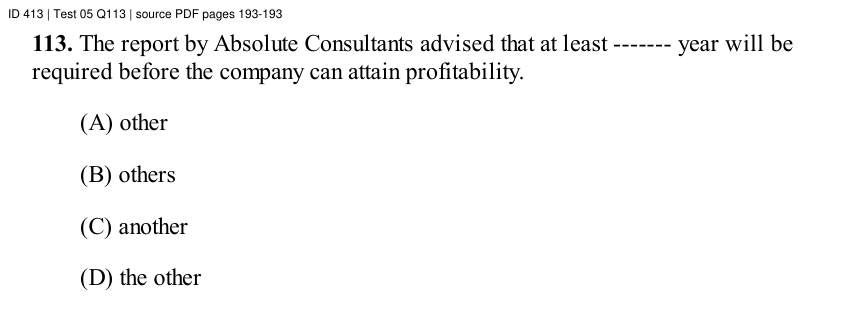 ID 413 | Test 05 Q113 | source PDF pages 193-193
113. The report by Absolute Consultants advised that at least ------- year will be
required before the company can attain profitability.
(A) other
(B) others
(C) another
(D) the other